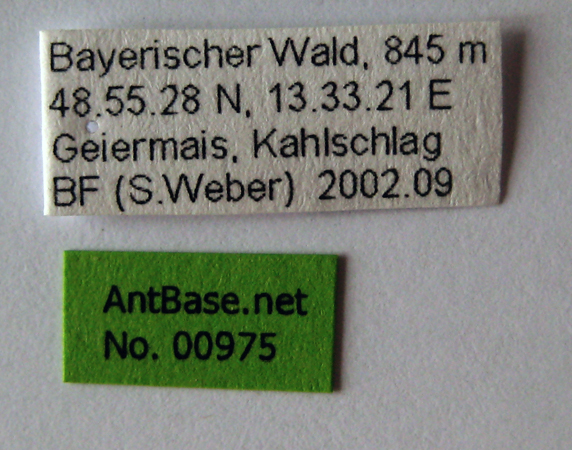 Bayerischer Wald, 845 m
48.55.28 N, 13.33.21 E
Geiermais, Kahlschlag
BF (S.Weber) 2002.09
AntBase.net
No. 00975